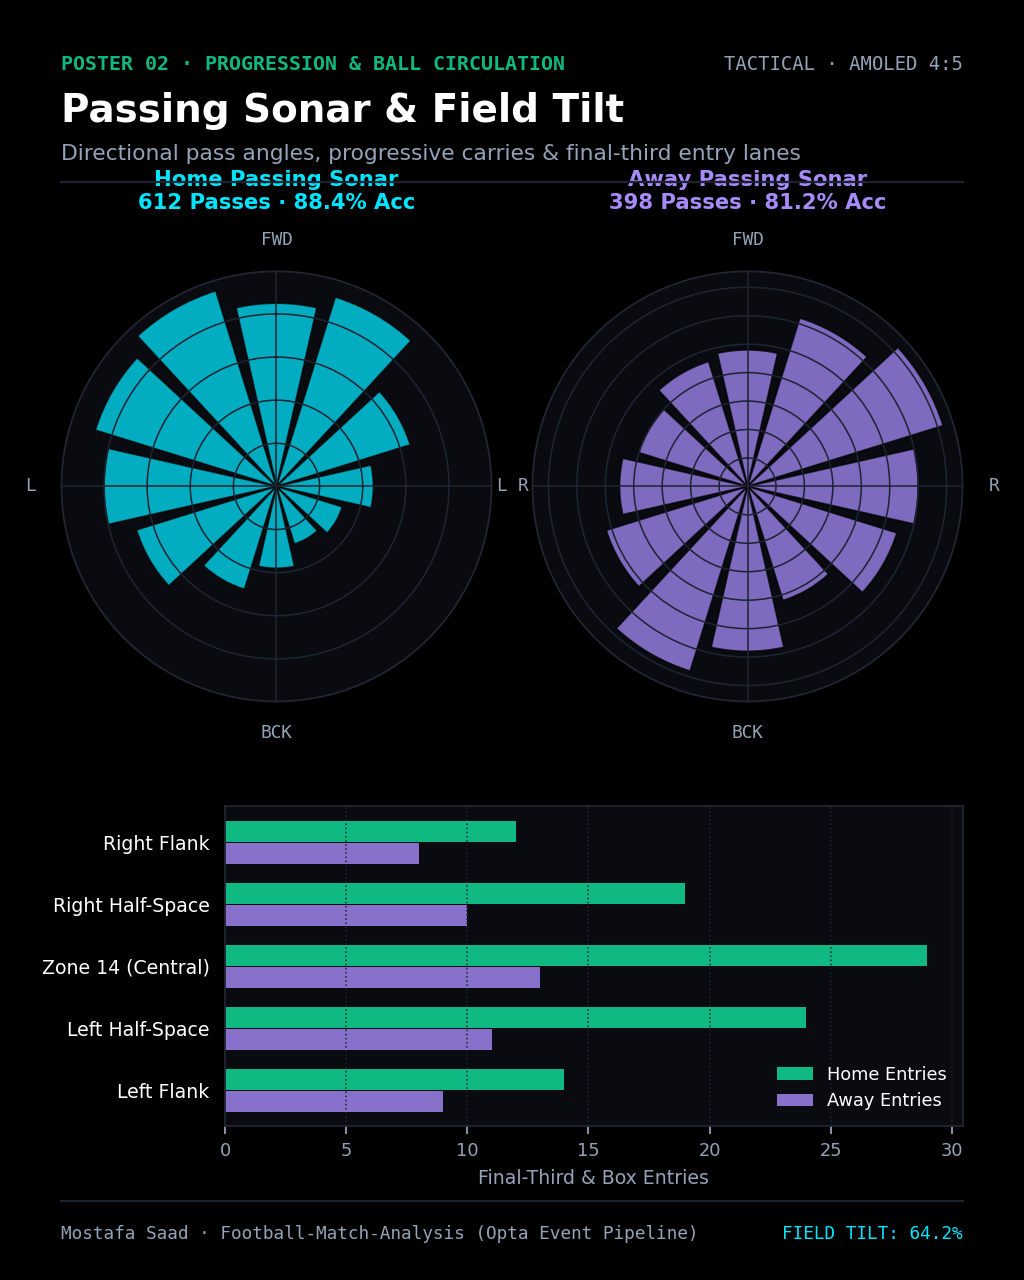 POSTER 02 · PROGRESSION & BALL CIRCULATION
TACTICAL · AMOLED 4:5
Passing Sonar & Field Tilt
Directional pass angles, progressive carries & final-third entry lanes
Home Passing Sonar
612 Passes · 88.4% Acc
Away Passing Sonar
398 Passes · 81.2% Acc
FWD
FWD
L
R
L
R
BCK
BCK
Right Flank
Right Half-Space
Zone 14 (Central)
Left Half-Space
Left Flank
Home Entries
Away Entries
0 5 10 15 20 25 30
Final-Third & Box Entries
Mostafa Saad · Football-Match-Analysis (Opta Event Pipeline)
FIELD TILT: 64.2%